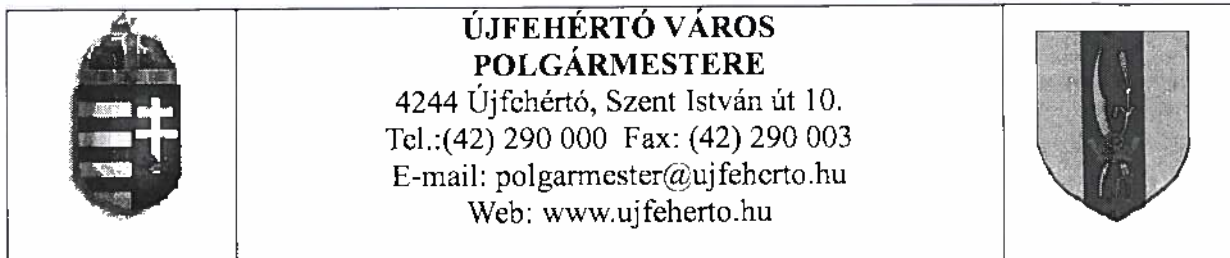 ÚJFEHÉRTÓ VÁROS
POLGÁRMESTERE
4244 Újfehértó, Szent István út 10.
Tel.:(42) 290 000 Fax: (42) 290 003
E-mail: polgarmester@ujfeherto.hu
Web: www.ujfeherto.hu